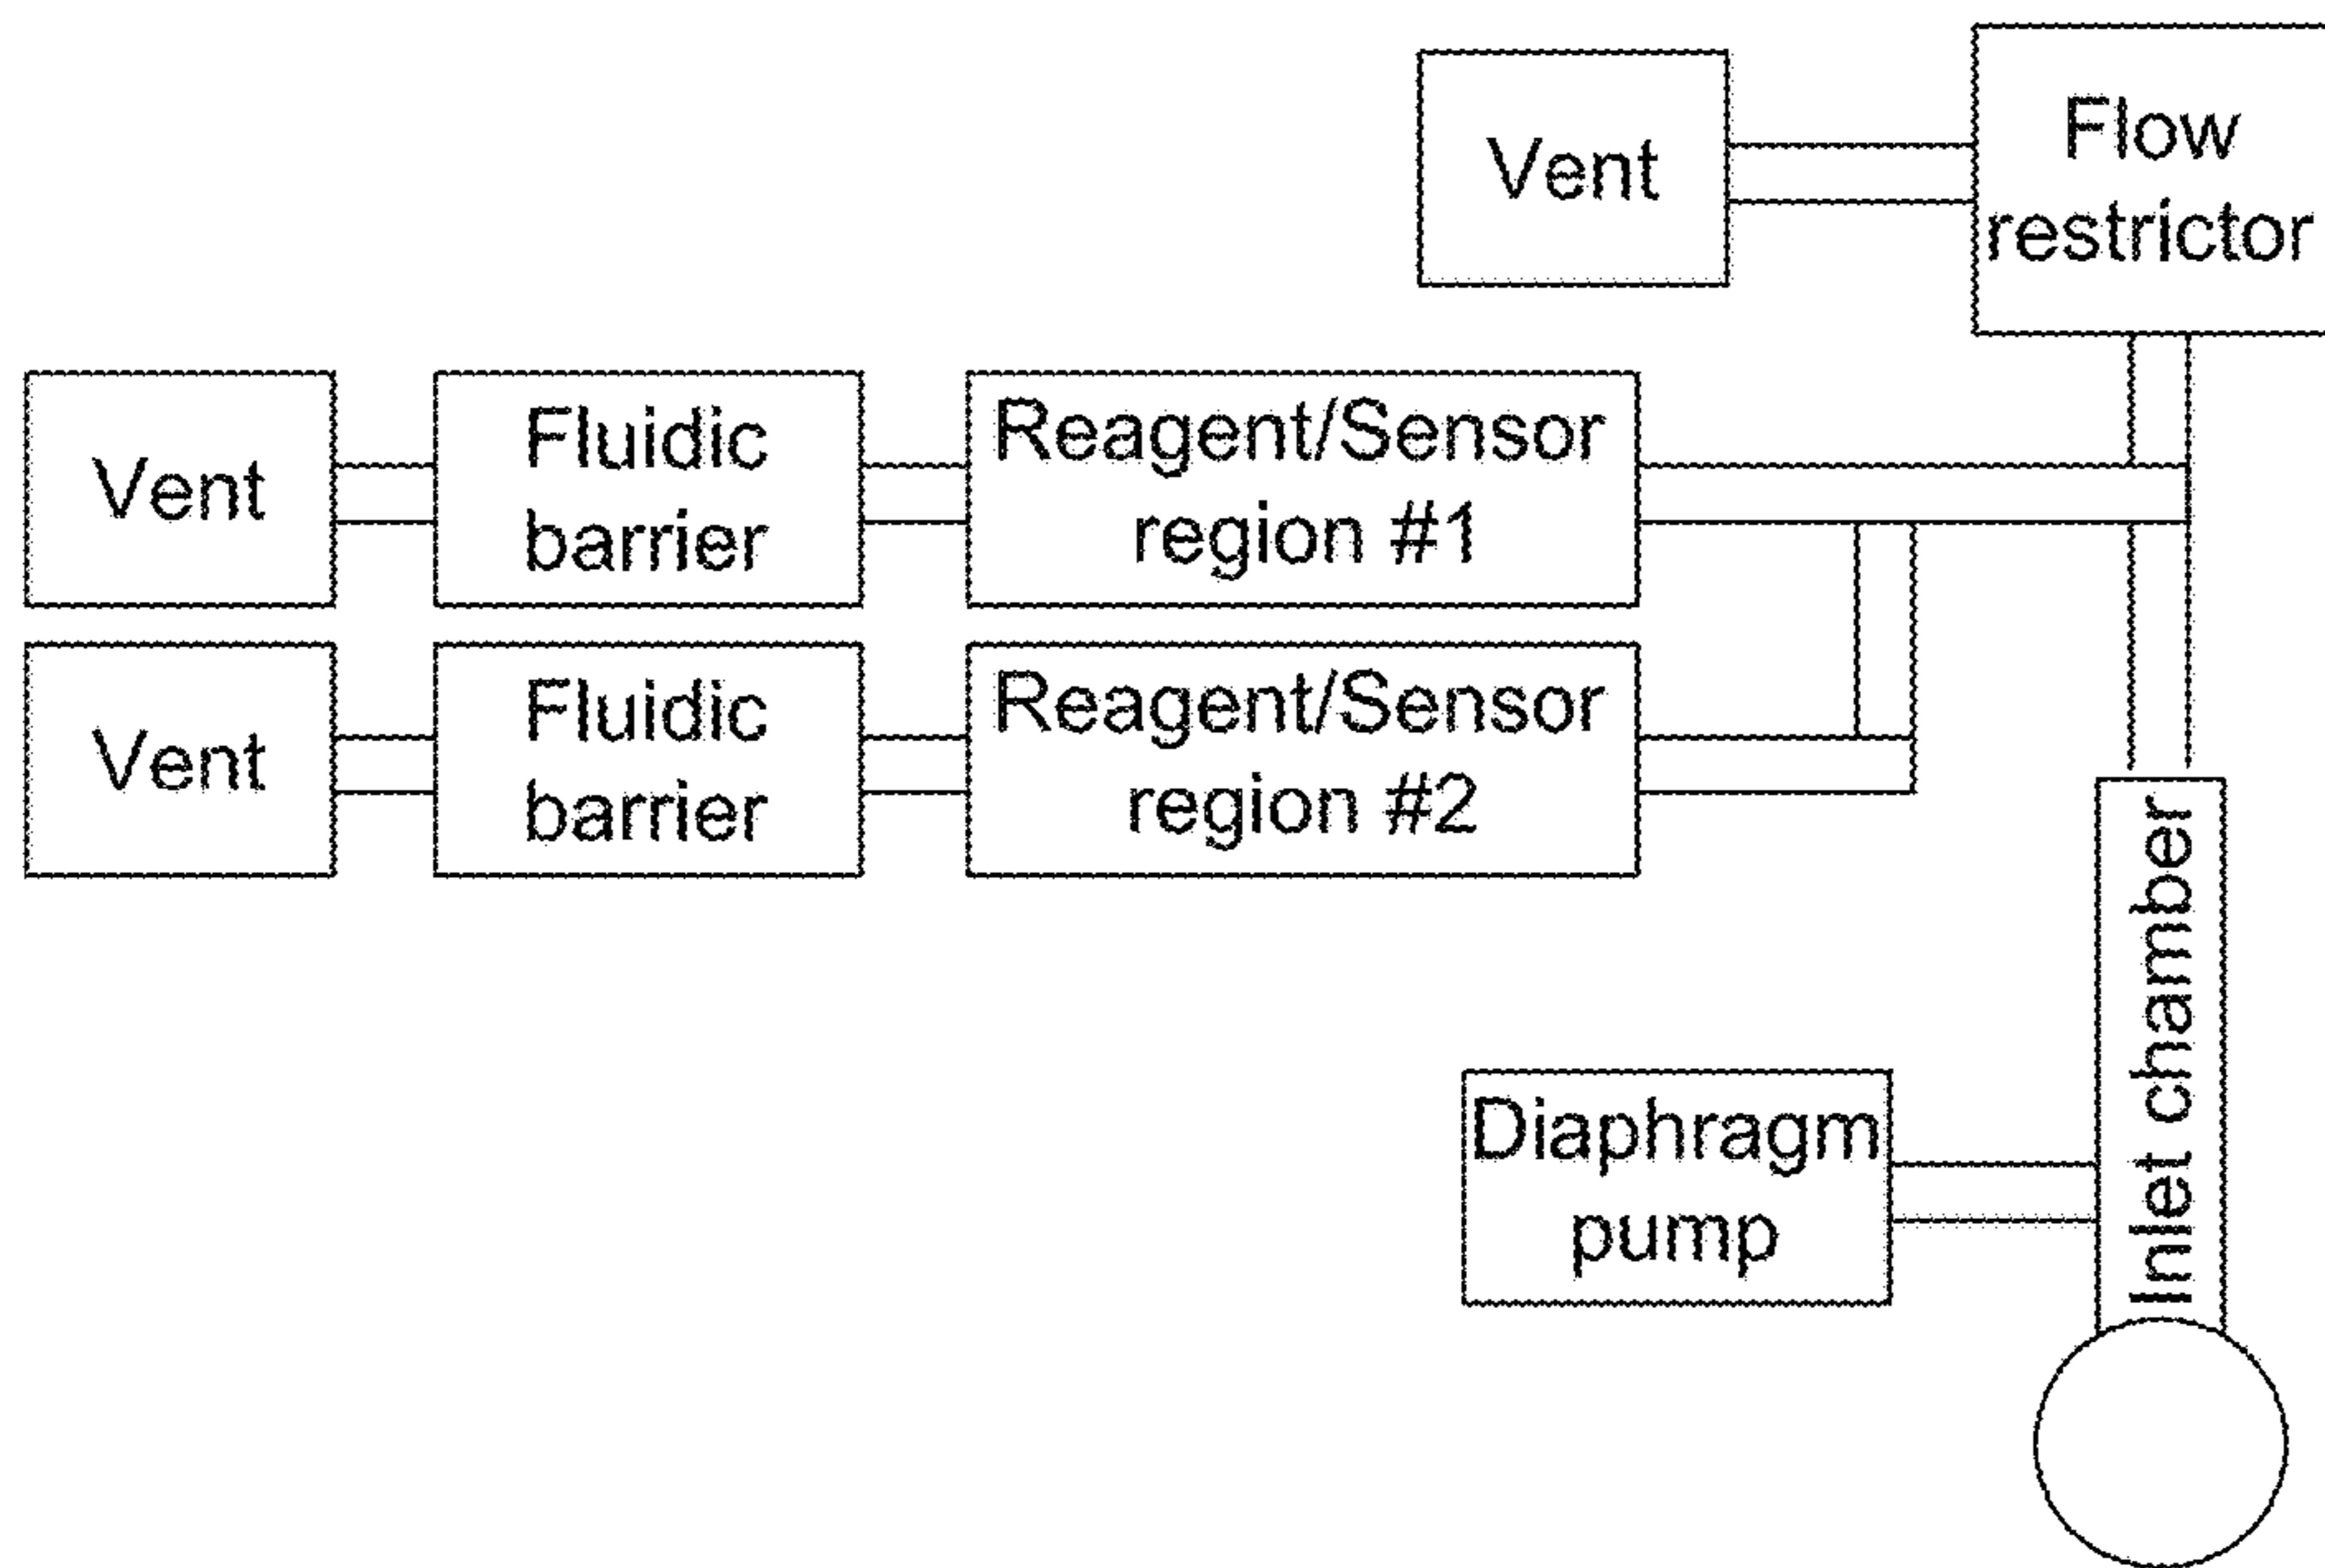 Vent
Flow
restrictor
Vent
Fluidic
barrier
Reagent/Sensor
region #1
Vent
Fluidic
barrier
Reagent/Sensor
region #2
Inlet chamber
Diaphragm
pump